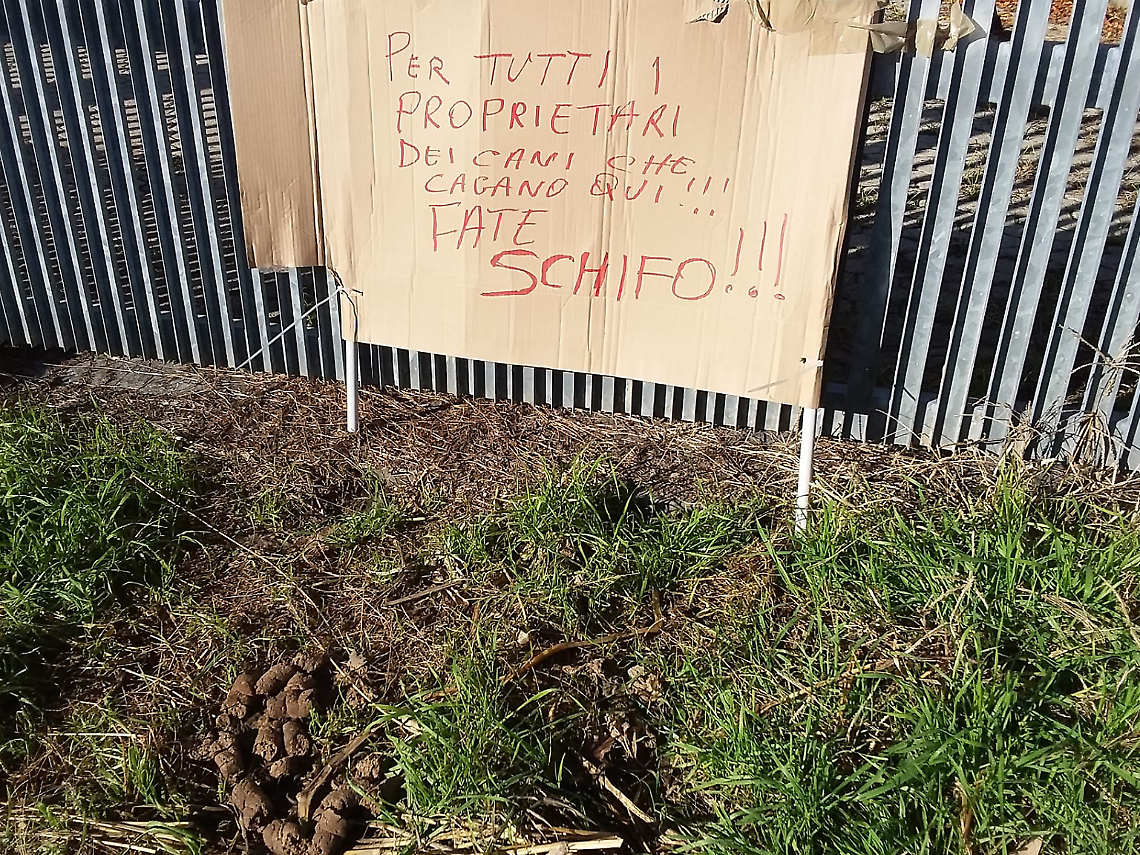 PER TUTTI I
PROPRIETARI
DEI CANI CHE
CAGANO QUI!!!
FATE
SCHIFO!!!